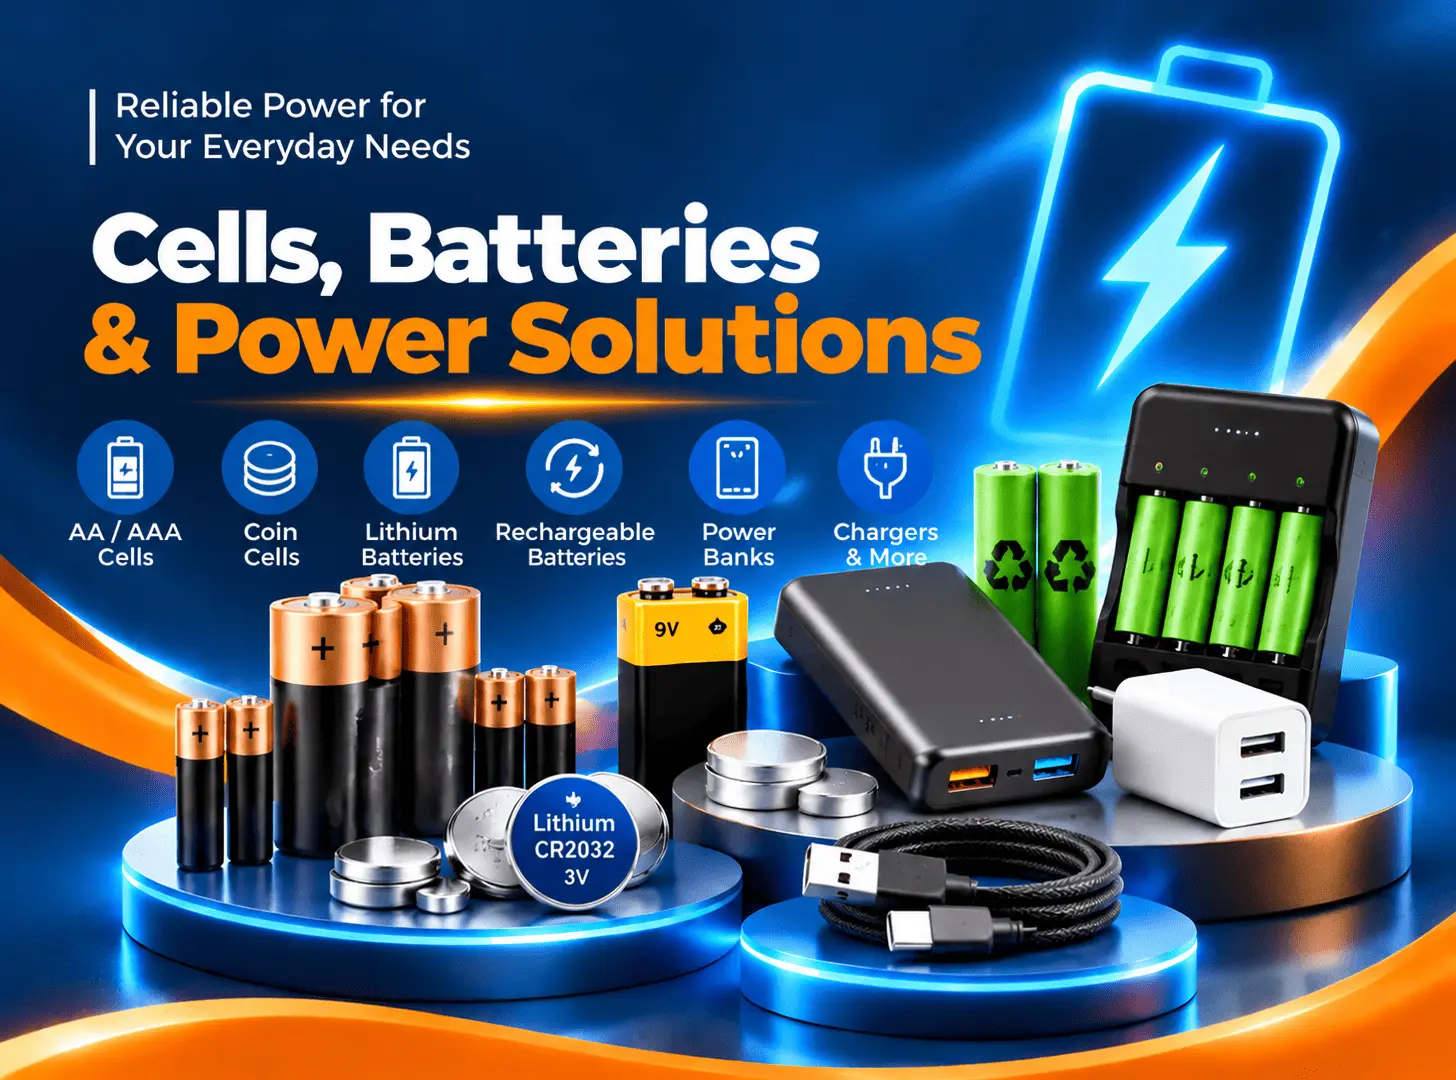 Reliable Power for
Your Everyday Needs
Cells, Batteries
& Power Solutions
AA / AAA
Cells
Coin
Cells
Lithium
Batteries
Rechargeable
Batteries
Power
Banks
Chargers
& More
+
+
+
+
+
+
+
9V
Lithium
CR2032
3V